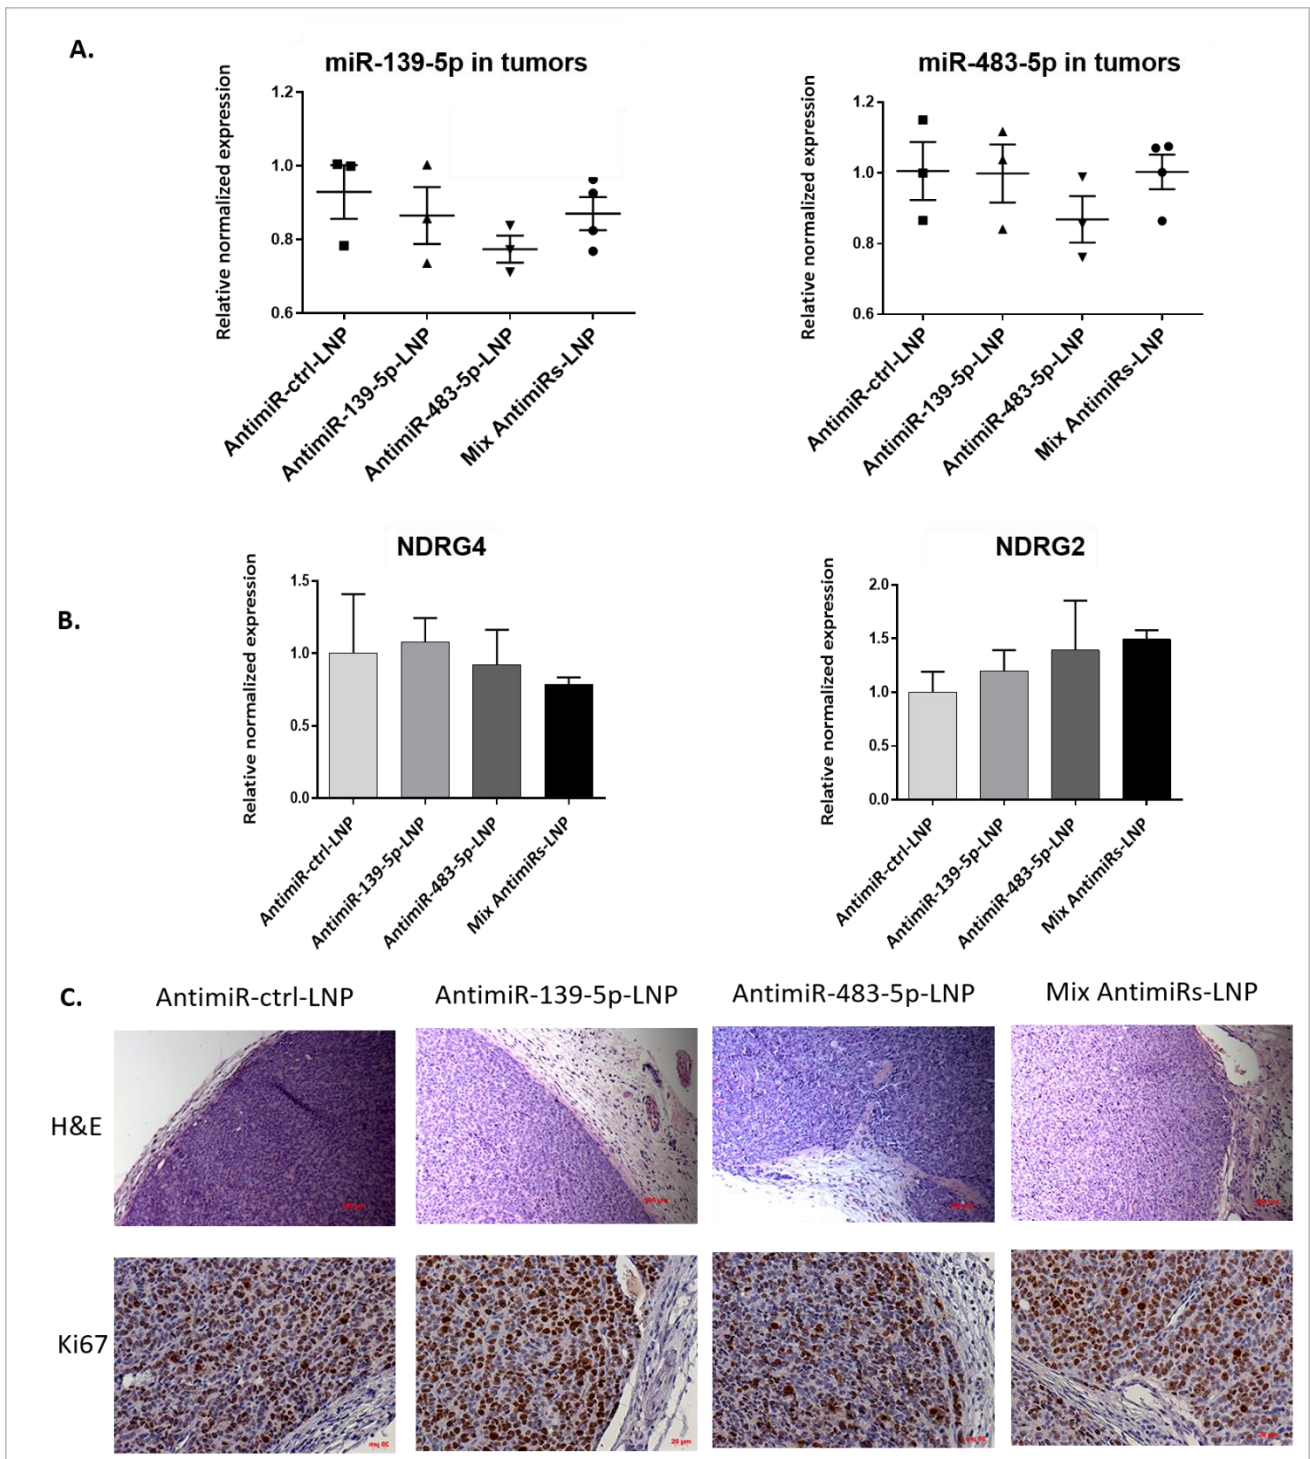 A.
miR-139-5p in tumors
Relative normalized expression
1.2
1.0
0.8
0.6
AntimiR-ctrl-LNP
AntimiR-139-5p-LNP
AntimiR-483-5p-LNP
Mix AntimiRs-LNP
miR-483-5p in tumors
Relative normalized expression
1.2
1.0
0.8
0.6
AntimiR-ctrl-LNP
AntimiR-139-5p-LNP
AntimiR-483-5p-LNP
Mix AntimiRs-LNP
B.
NDRG4
Relative normalized expression
1.5
1.0
0.5
0.0
AntimiR-ctrl-LNP
AntimiR-139-5p-LNP
AntimiR-483-5p-LNP
Mix AntimiRs-LNP
NDRG2
Relative normalized expression
2.0
1.5
1.0
0.5
0.0
AntimiR-ctrl-LNP
AntimiR-139-5p-LNP
AntimiR-483-5p-LNP
Mix AntimiRs-LNP
C.
AntimiR-ctrl-LNP
AntimiR-139-5p-LNP
AntimiR-483-5p-LNP
Mix AntimiRs-LNP
H&E
Ki67
20 µm
20 µm